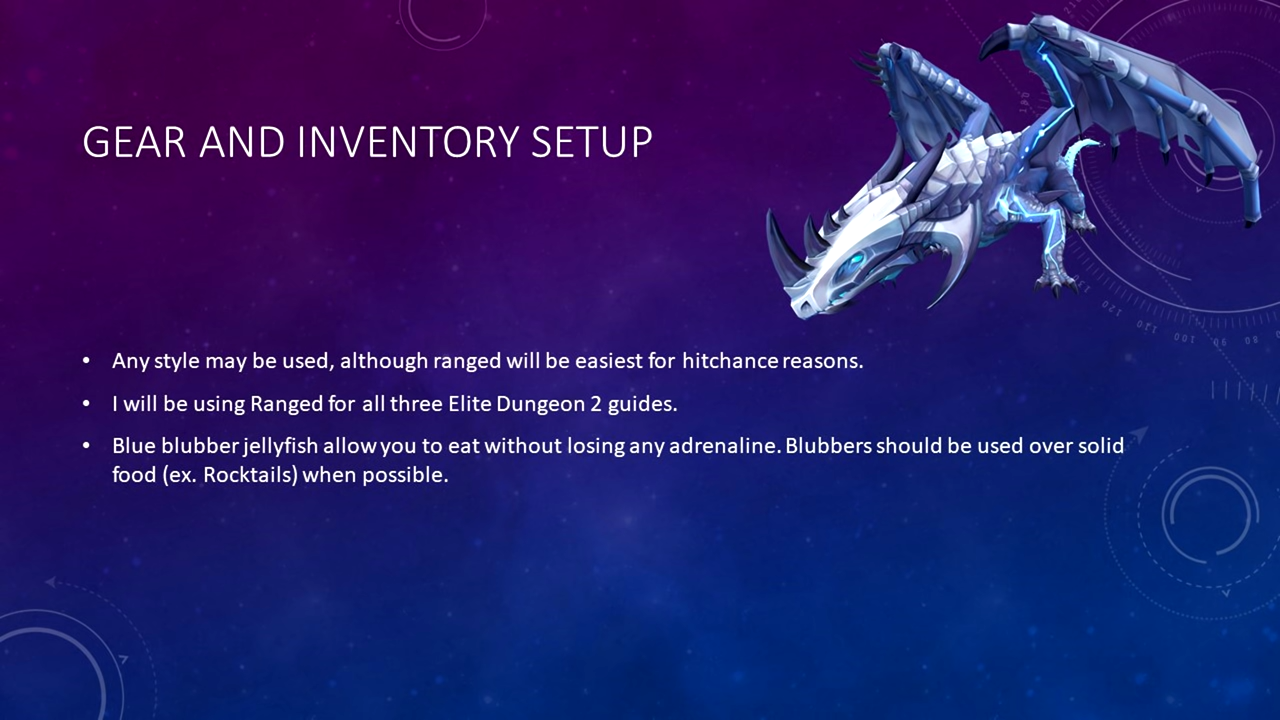 GEAR AND INVENTORY SETUP
• Any style may be used, although ranged will be easiest for hitchance reasons.
• I will be using Ranged for all three Elite Dungeon 2 guides.
• Blue blubber jellyfish allow you to eat without losing any adrenaline. Blubbers should be used over solid
food (ex. Rocktails) when possible.